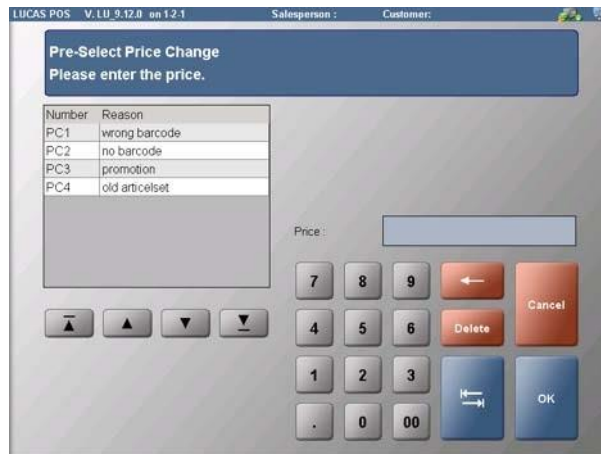 LUCAS POS V. LU_9.12.0 on 1-2-1 Salesperson : Customer:
Pre-Select Price Change
Please enter the price.
Number Reason
PC1 wrong barcode
PC2 no barcode
PC3 promotion
PC4 old articelset
Price :
7 8 9
Cancel
4 5 6 Delete
1 2 3
OK
. 0 00